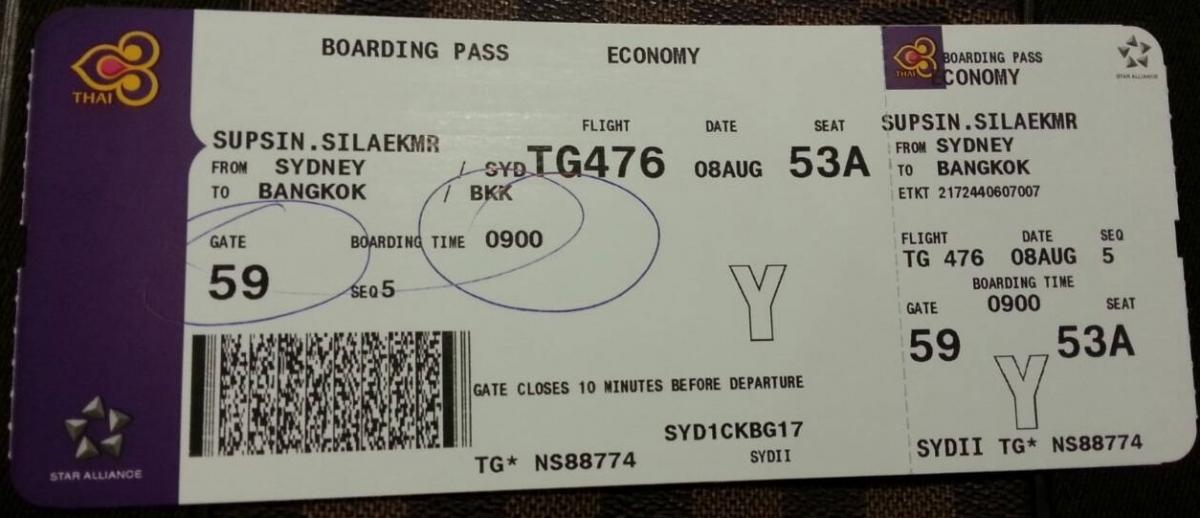 THAI
BOARDING PASS ECONOMY
SUPSIN.SILAEKMR
FLIGHT DATE SEAT
FROM SYDNEY / SYD TG476 08AUG 53A
TO BANGKOK / BKK
GATE BOARDING TIME 0900
59 SEQ 5
Y
GATE CLOSES 10 MINUTES BEFORE DEPARTURE
SYD1CKBG17
TG* NS88774 SYDII
STAR ALLIANCE
THAI
BOARDING PASS
ECONOMY
STAR ALLIANCE
SUPSIN.SILAEKMR
FROM SYDNEY
TO BANGKOK
ETKT 2172440607007
FLIGHT DATE SEQ
TG 476 08AUG 5
BOARDING TIME
GATE 0900 SEAT
59 53A
Y
SYDII TG* NS88774